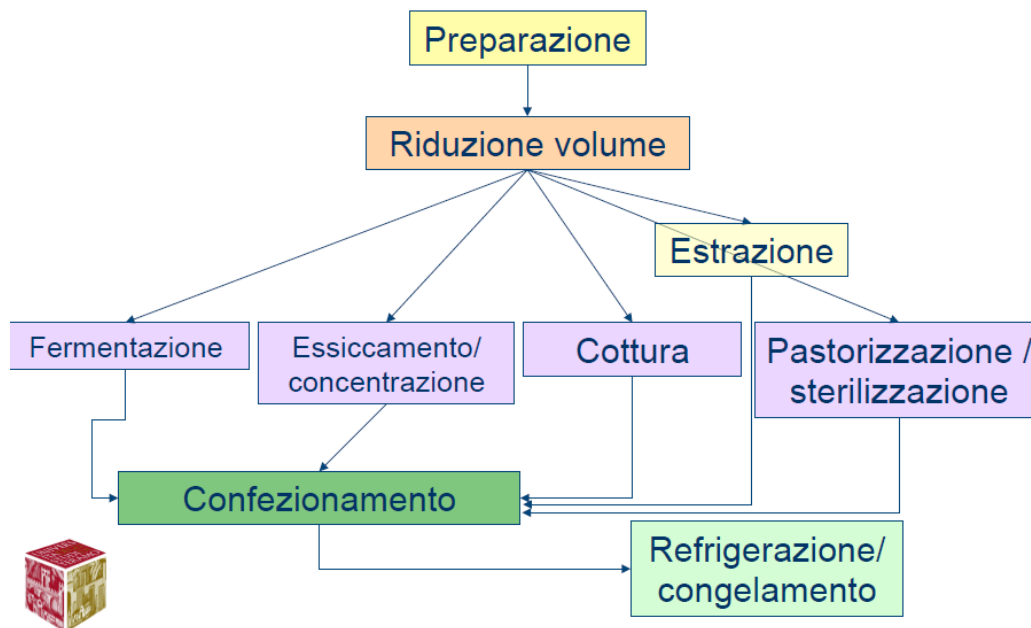 Preparazione
Riduzione volume
Estrazione
Fermentazione
Essiccamento/
concentrazione
Cottura
Pastorizzazione /
sterilizzazione
Confezionamento
Refrigerazione/
congelamento